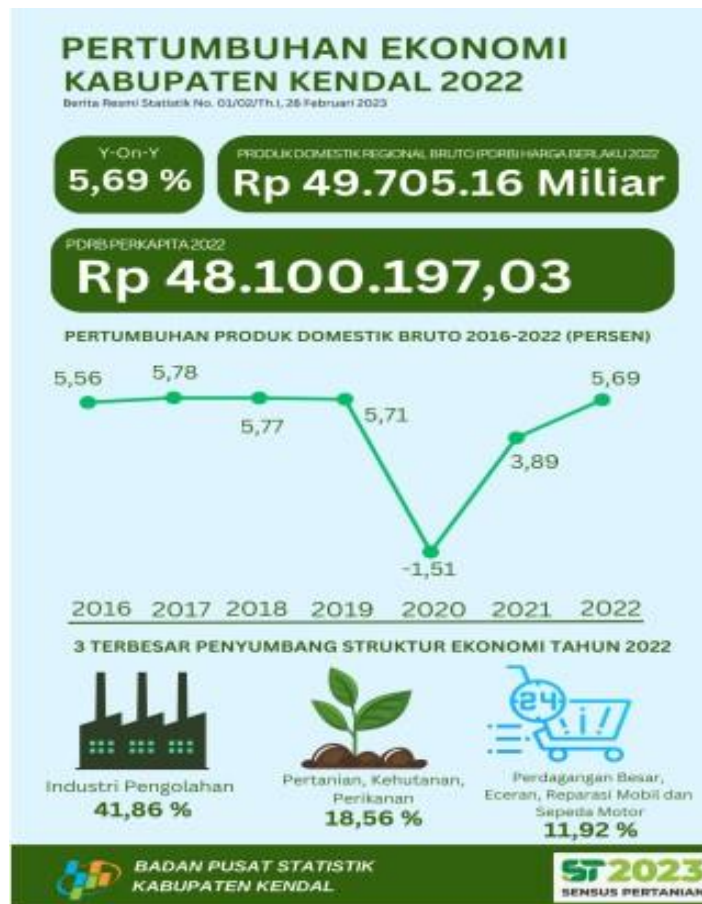 PERTUMBUHAN EKONOMI
KABUPATEN KENDAL 2022
Berita Resmi Statistik No. 01/02/Th.I, 28 Februari 2023
Y-On-Y
5,69 %
PRODUK DOMESTIK REGIONAL BRUTO (PDRB) HARGA BERLAKU 2022
Rp 49.705.16 Miliar
PDRB PERKAPITA 2022
Rp 48.100.197,03
PERTUMBUHAN PRODUK DOMESTIK BRUTO 2016-2022 (PERSEN)
5,56
5,78
5,77
5,71
-1,51
3,89
5,69
2016 2017 2018 2019 2020 2021 2022
3 TERBESAR PENYUMBANG STRUKTUR EKONOMI TAHUN 2022
Industri Pengolahan
41,86 %
Pertanian, Kehutanan,
Perikanan
18,56 %
24
Perdagangan Besar,
Eceran, Reparasi Mobil dan
Sepeda Motor
11,92 %
BADAN PUSAT STATISTIK
KABUPATEN KENDAL
ST2023
SENSUS PERTANIAN